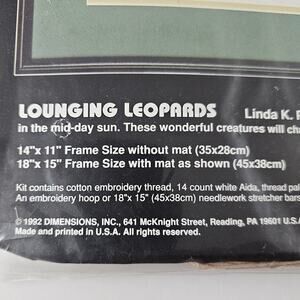 LOUNGING LEOPARDS Linda K.
in the mid-day sun. These wonderful creatures will
14"x 11" Frame Size without mat (35x28cm)
18"x 15" Frame Size with mat as shown (45x38cm)
Kit contains cotton embroidery thread, 14 count white Aida, thread
An embroidery hoop or 18"x 15" (45x38cm) needlework stretcher bars
© 1992 DIMENSIONS, INC., 641 McKnight Street, Reading, PA 19601 U.S.A.
Made and printed in U.S.A. All rights reserved.